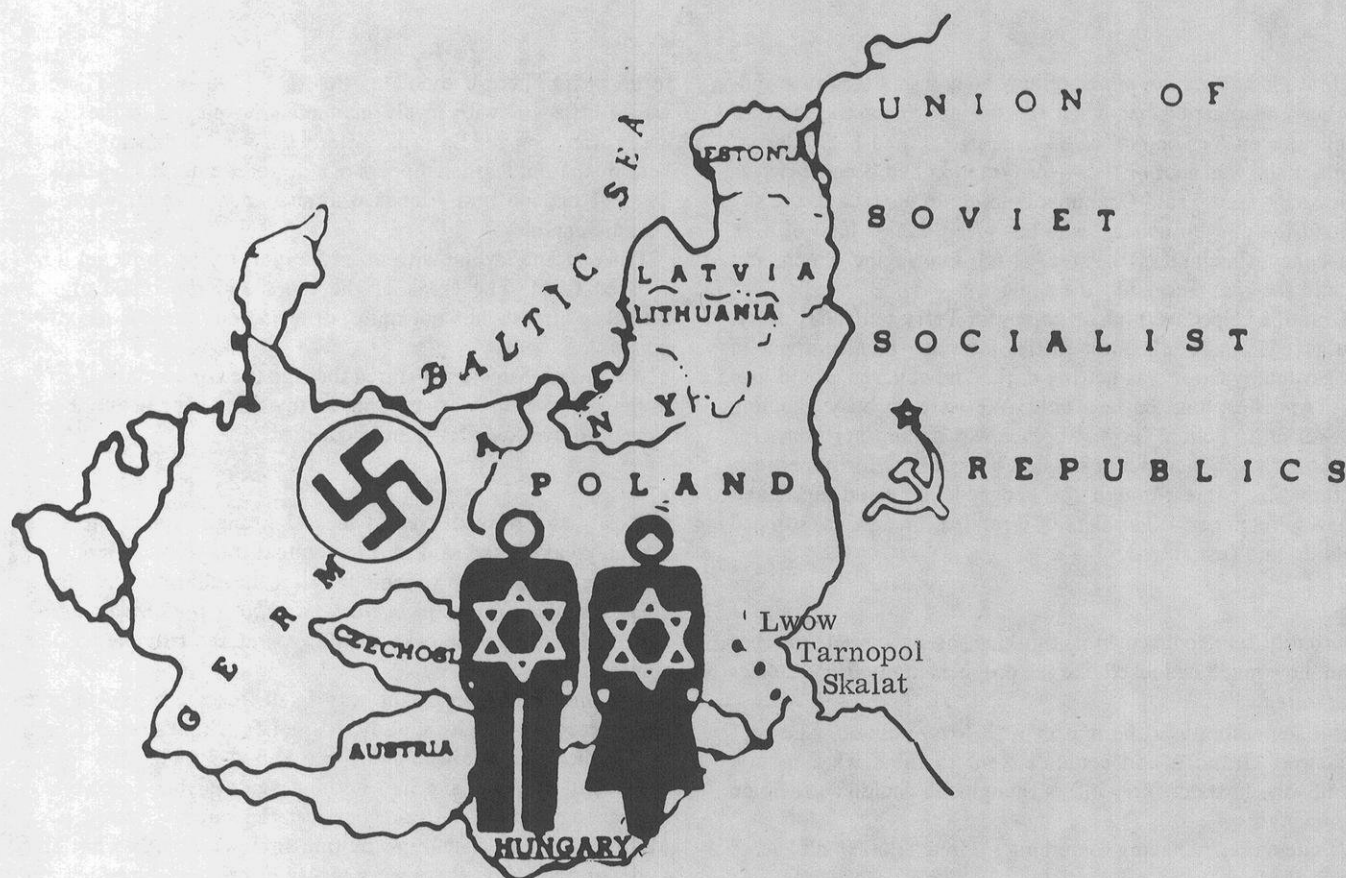 UNION OF
SOVIET
SOCIALIST
REPUBLICS
BALTIC SEA
ESTONIA
LATVIA
LITHUANIA
GERMANY
POLAND
CZECHOSL
Lwow
Tarnopol
Skalat
AUSTRIA
HUNGARY